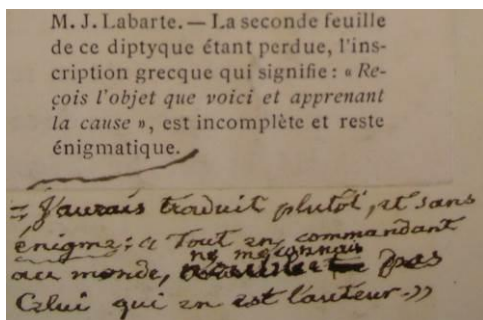 M. J. Labarte. — La seconde feuille
de ce diptyque étant perdue, l'ins-
cription grecque qui signifie : « Re-
çois l'objet que voici et apprenant
la cause », est incomplète et reste
énigmatique.
= J'aurais traduit plutôt, et sans
énigme : « Tout en commandant
ne méconnais
au monde, pas
Celui qui en est l'auteur. »